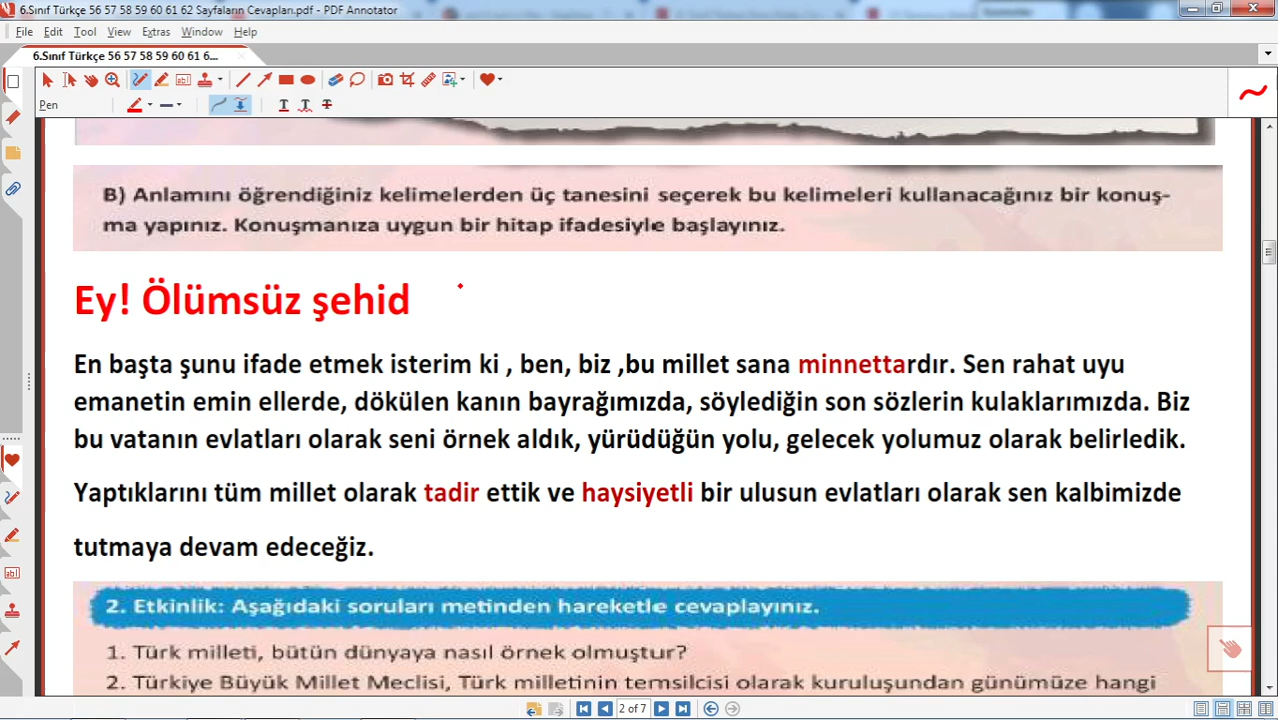 6.Sınıf Türkçe 56 57 58 59 60 61 62 Sayfaların Cevapları.pdf - PDF Annotator
File Edit Tool View Extras Window Help
6.Sınıf Türkçe 56 57 58 59 60 61 6...
Pen
B) Anlamını öğrendiğiniz kelimelerden üç tanesini seçerek bu kelimeleri kullanacağınız bir konuş-
ma yapınız. Konuşmanıza uygun bir hitap ifadesiyle başlayınız.
Ey! Ölümsüz şehid
En başta şunu ifade etmek isterim ki , ben, biz ,bu millet sana minnettardır. Sen rahat uyu
emanetin emin ellerde, dökülen kanın bayrağımızda, söylediğin son sözlerin kulaklarımızda. Biz
bu vatanın evlatları olarak seni örnek aldık, yürüdüğün yolu, gelecek yolumuz olarak belirledik.
Yaptıklarını tüm millet olarak tadir ettik ve haysiyetli bir ulusun evlatları olarak sen kalbimizde
tutmaya devam edeceğiz.
2. Etkinlik: Aşağıdaki soruları metinden hareketle cevaplayınız.
1. Türk milleti, bütün dünyaya nasıl örnek olmuştur?
2. Türkiye Büyük Millet Meclisi, Türk milletinin temsilcisi olarak kuruluşundan günümüze hangi
2 of 7